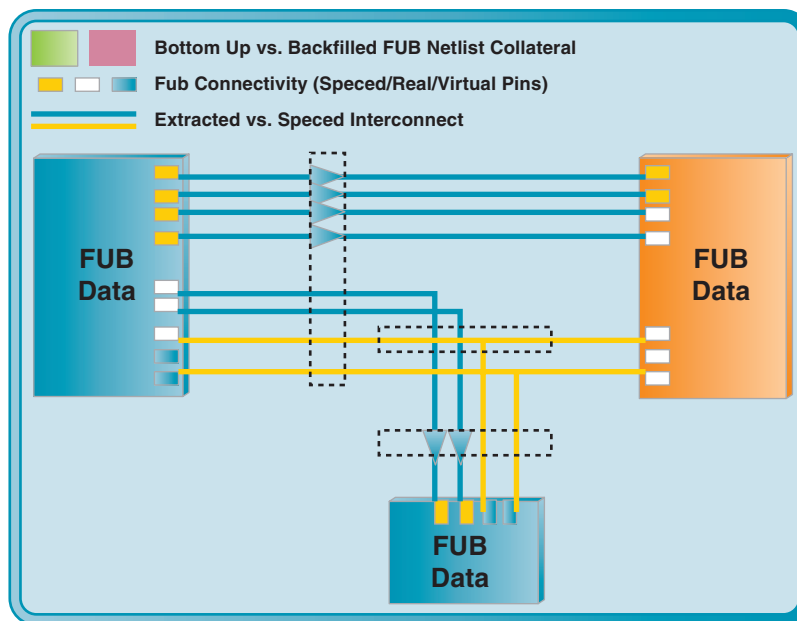 Bottom Up vs. Backfilled FUB Netlist Collateral
Fub Connectivity (Speced/Real/Virtual Pins)
Extracted vs. Speced Interconnect
FUB
Data
FUB
Data
FUB
Data